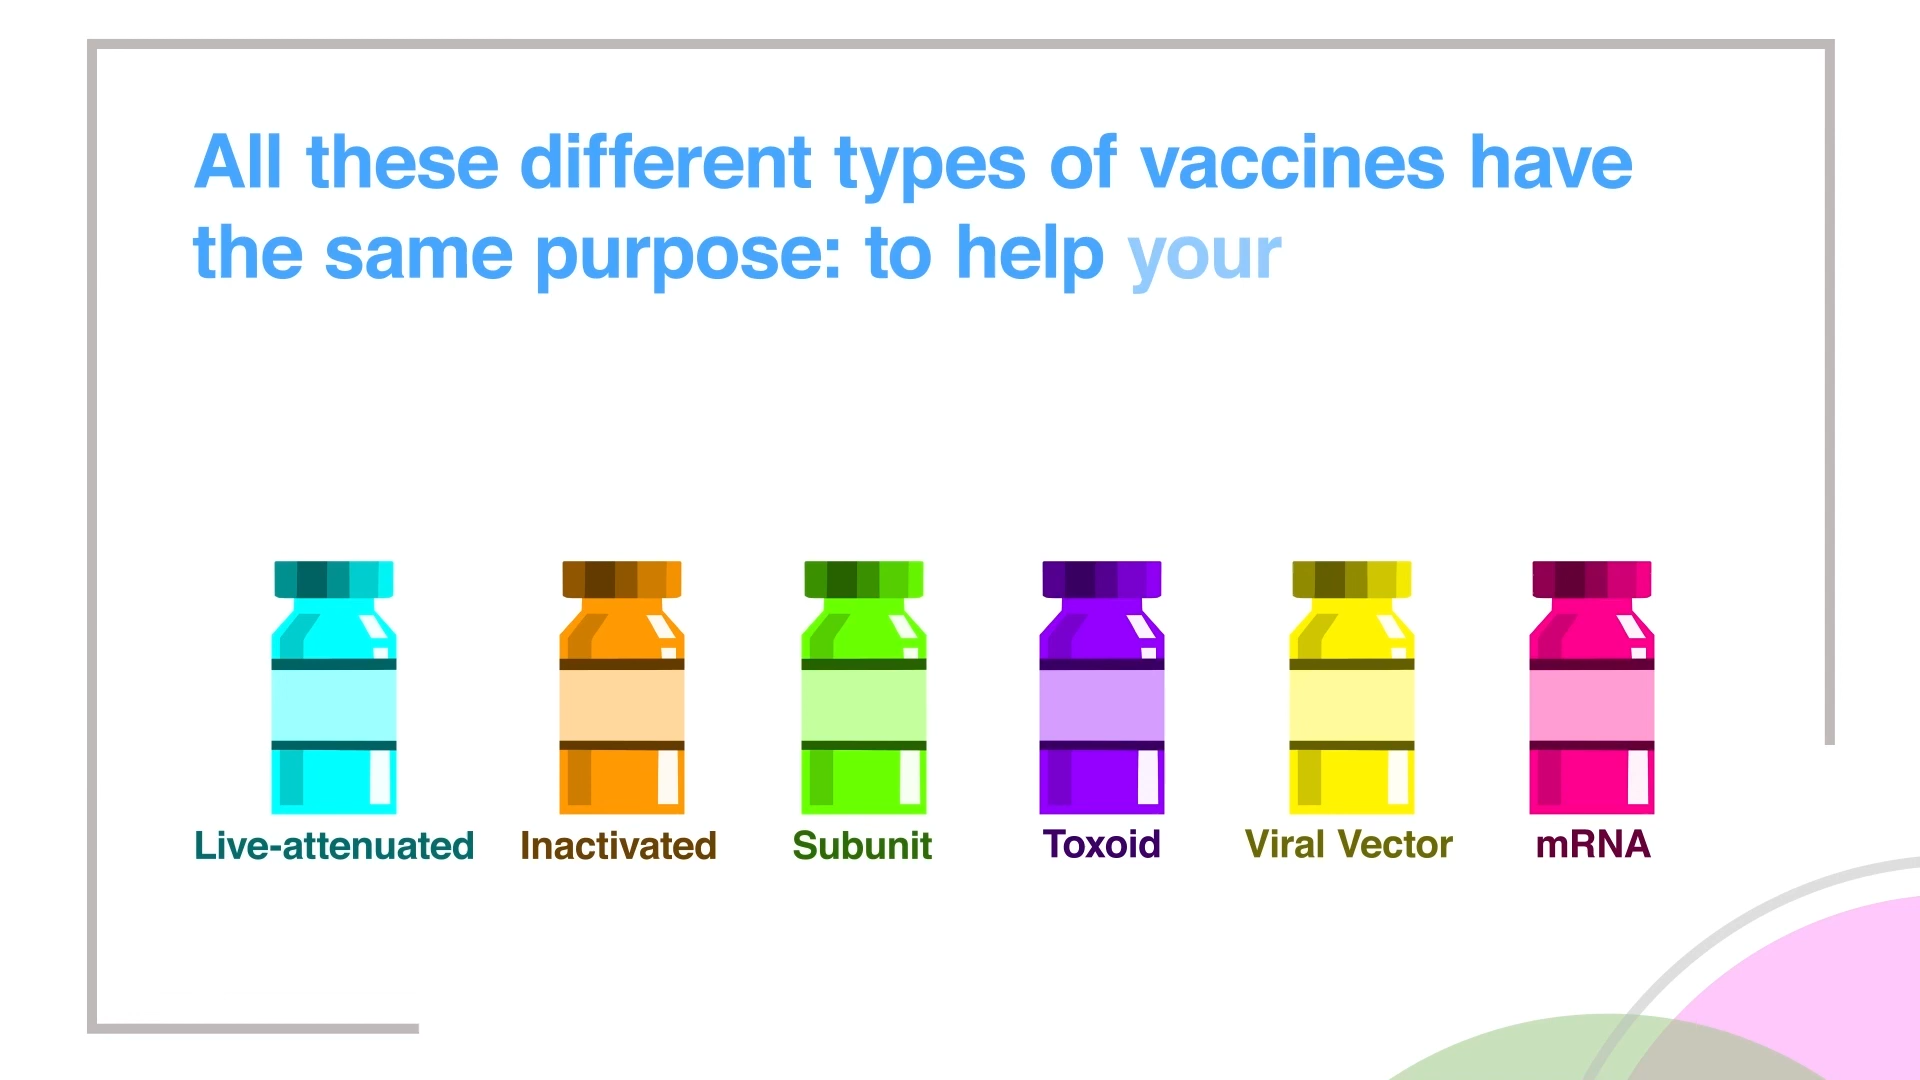 All these different types of vaccines have
the same purpose: to help your
Live-attenuated Inactivated Subunit Toxoid Viral Vector mRNA